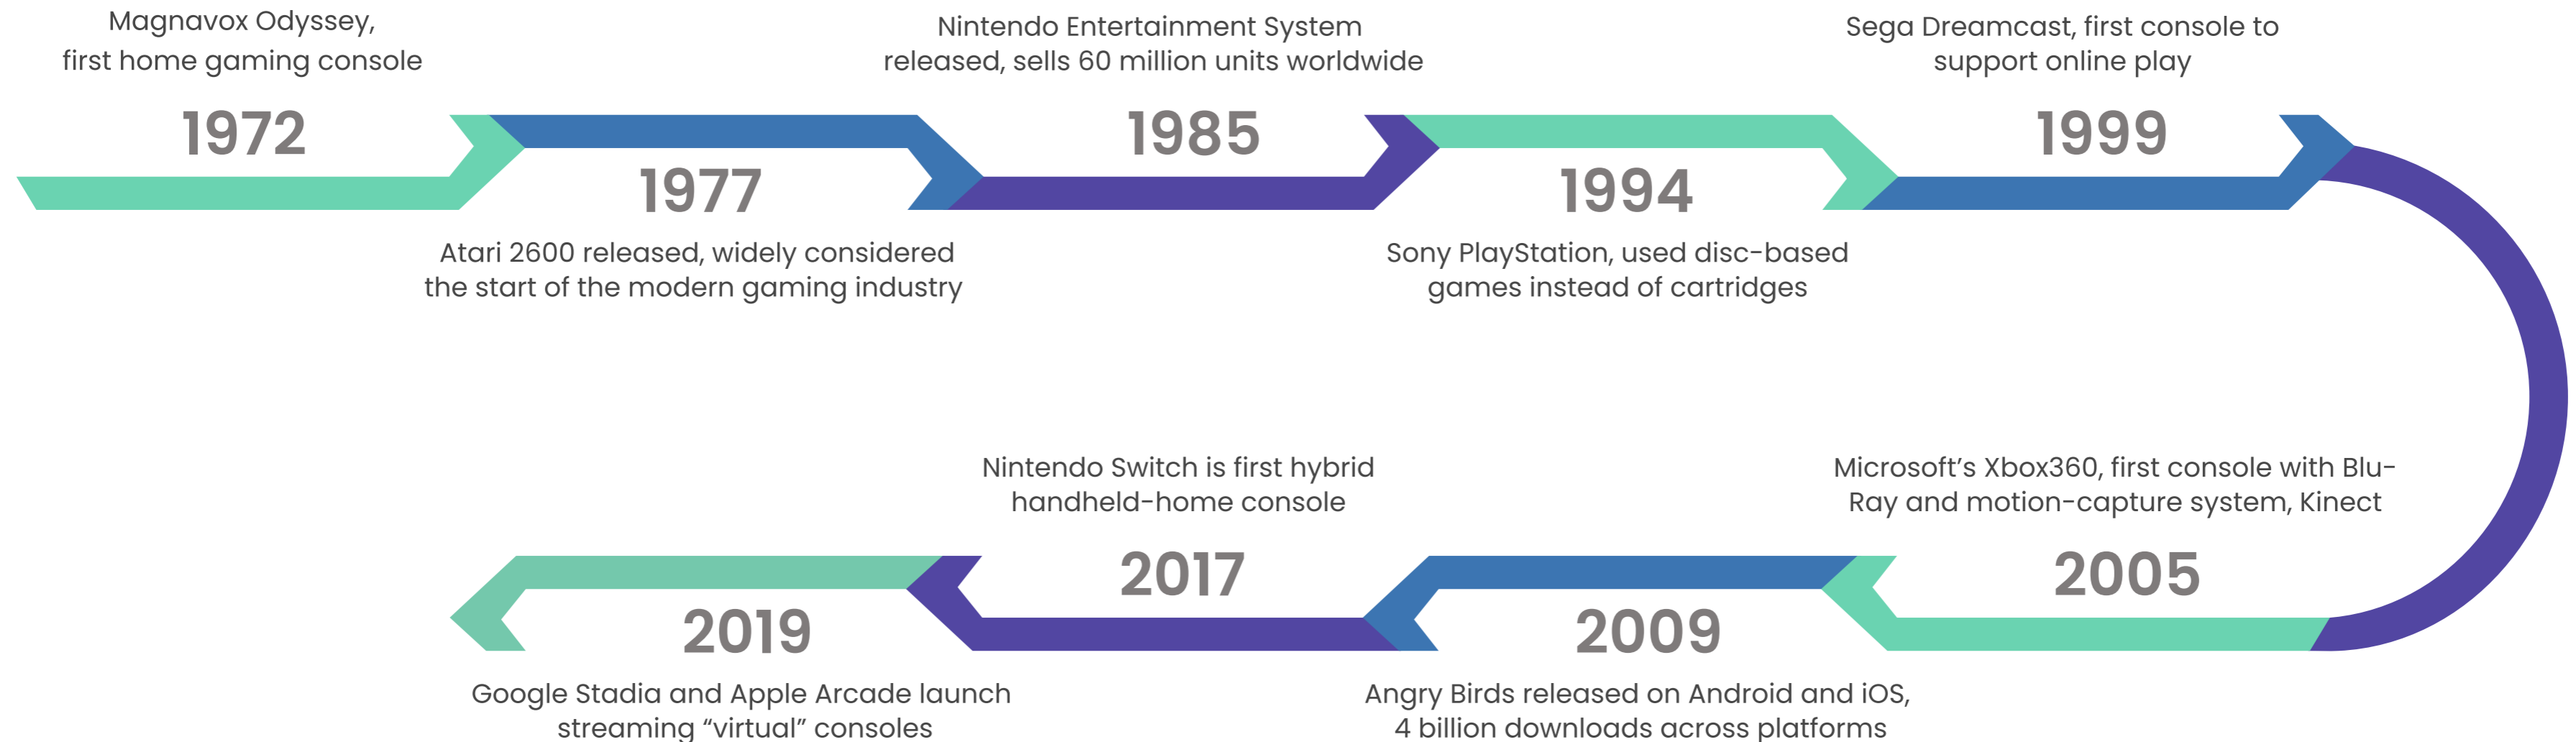 Magnavox Odyssey,
first home gaming console
1972
1977
Atari 2600 released, widely considered
the start of the modern gaming industry
Nintendo Entertainment System
released, sells 60 million units worldwide
1985
1994
Sony PlayStation, used disc-based
games instead of cartridges
Sega Dreamcast, first console to
support online play
1999
Microsoft’s Xbox360, first console with Blu-
Ray and motion-capture system, Kinect
2005
2009
Angry Birds released on Android and iOS,
4 billion downloads across platforms
Nintendo Switch is first hybrid
handheld-home console
2017
2019
Google Stadia and Apple Arcade launch
streaming “virtual” consoles